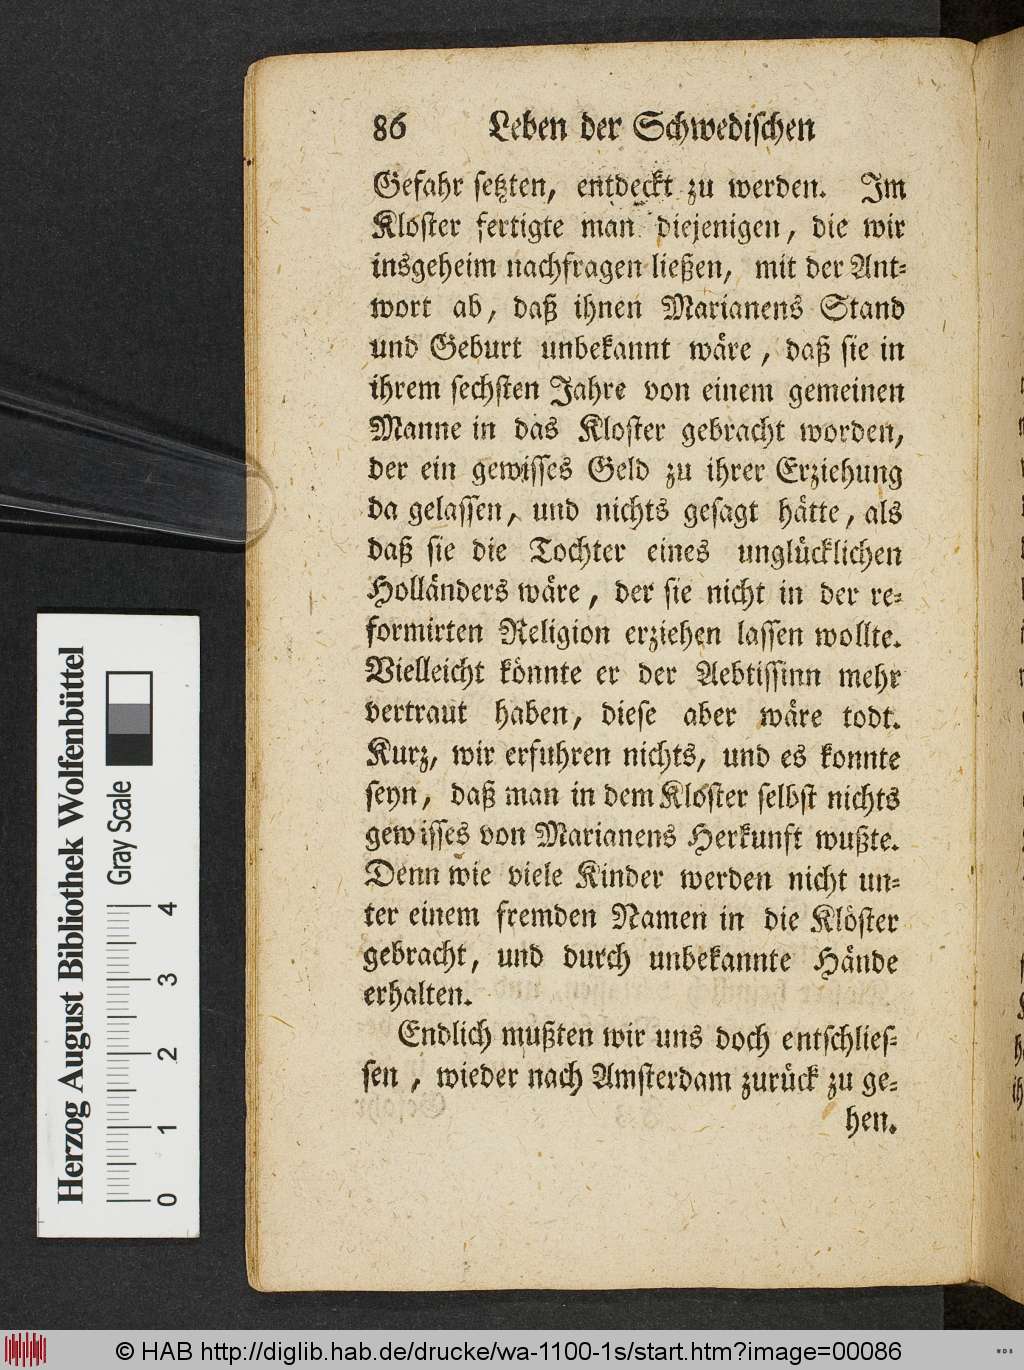 86 Leben der Schwedischen
Gefahr setzten, entdeckt zu werden. Im
Kloster fertigte man diejenigen, die wir
insgeheim nachfragen ließen, mit der Ant-
wort ab, daß ihnen Marianens Stand
und Geburt unbekannt wäre, daß sie in
ihrem sechsten Jahre von einem gemeinen
Manne in das Kloster gebracht worden,
der ein gewisses Geld zu ihrer Erziehung
da gelassen, und nichts gesagt hätte, als
daß sie die Tochter eines unglücklichen
Holländers wäre, der sie nicht in der re-
formirten Religion erziehen lassen wollte.
Vielleicht könnte er der Aebtissinn mehr
vertraut haben, diese aber wäre todt.
Kurz, wir erfuhren nichts, und es konnte
seyn, daß man in dem Kloster selbst nichts
gewisses von Marianens Herkunft wußte.
Denn wie viele Kinder werden nicht un-
ter einem fremden Namen in die Klöster
gebracht, und durch unbekannte Hände
erhalten.
Endlich mußten wir uns doch entschlies-
sen, wieder nach Amsterdam zurück zu ge-
hen.
Herzog August Bibliothek Wolfenbüttel
Gray Scale
0 1 2 3 4
© HAB http://diglib.hab.de/drucke/wa-1100-1s/start.htm?image=00086
WDB